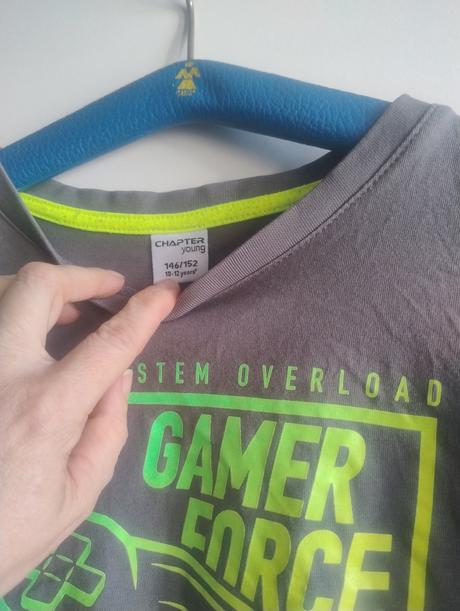 CHAPTER
young
146/152
10-12 years
STEM OVERLOAD
GAMER
FORCE